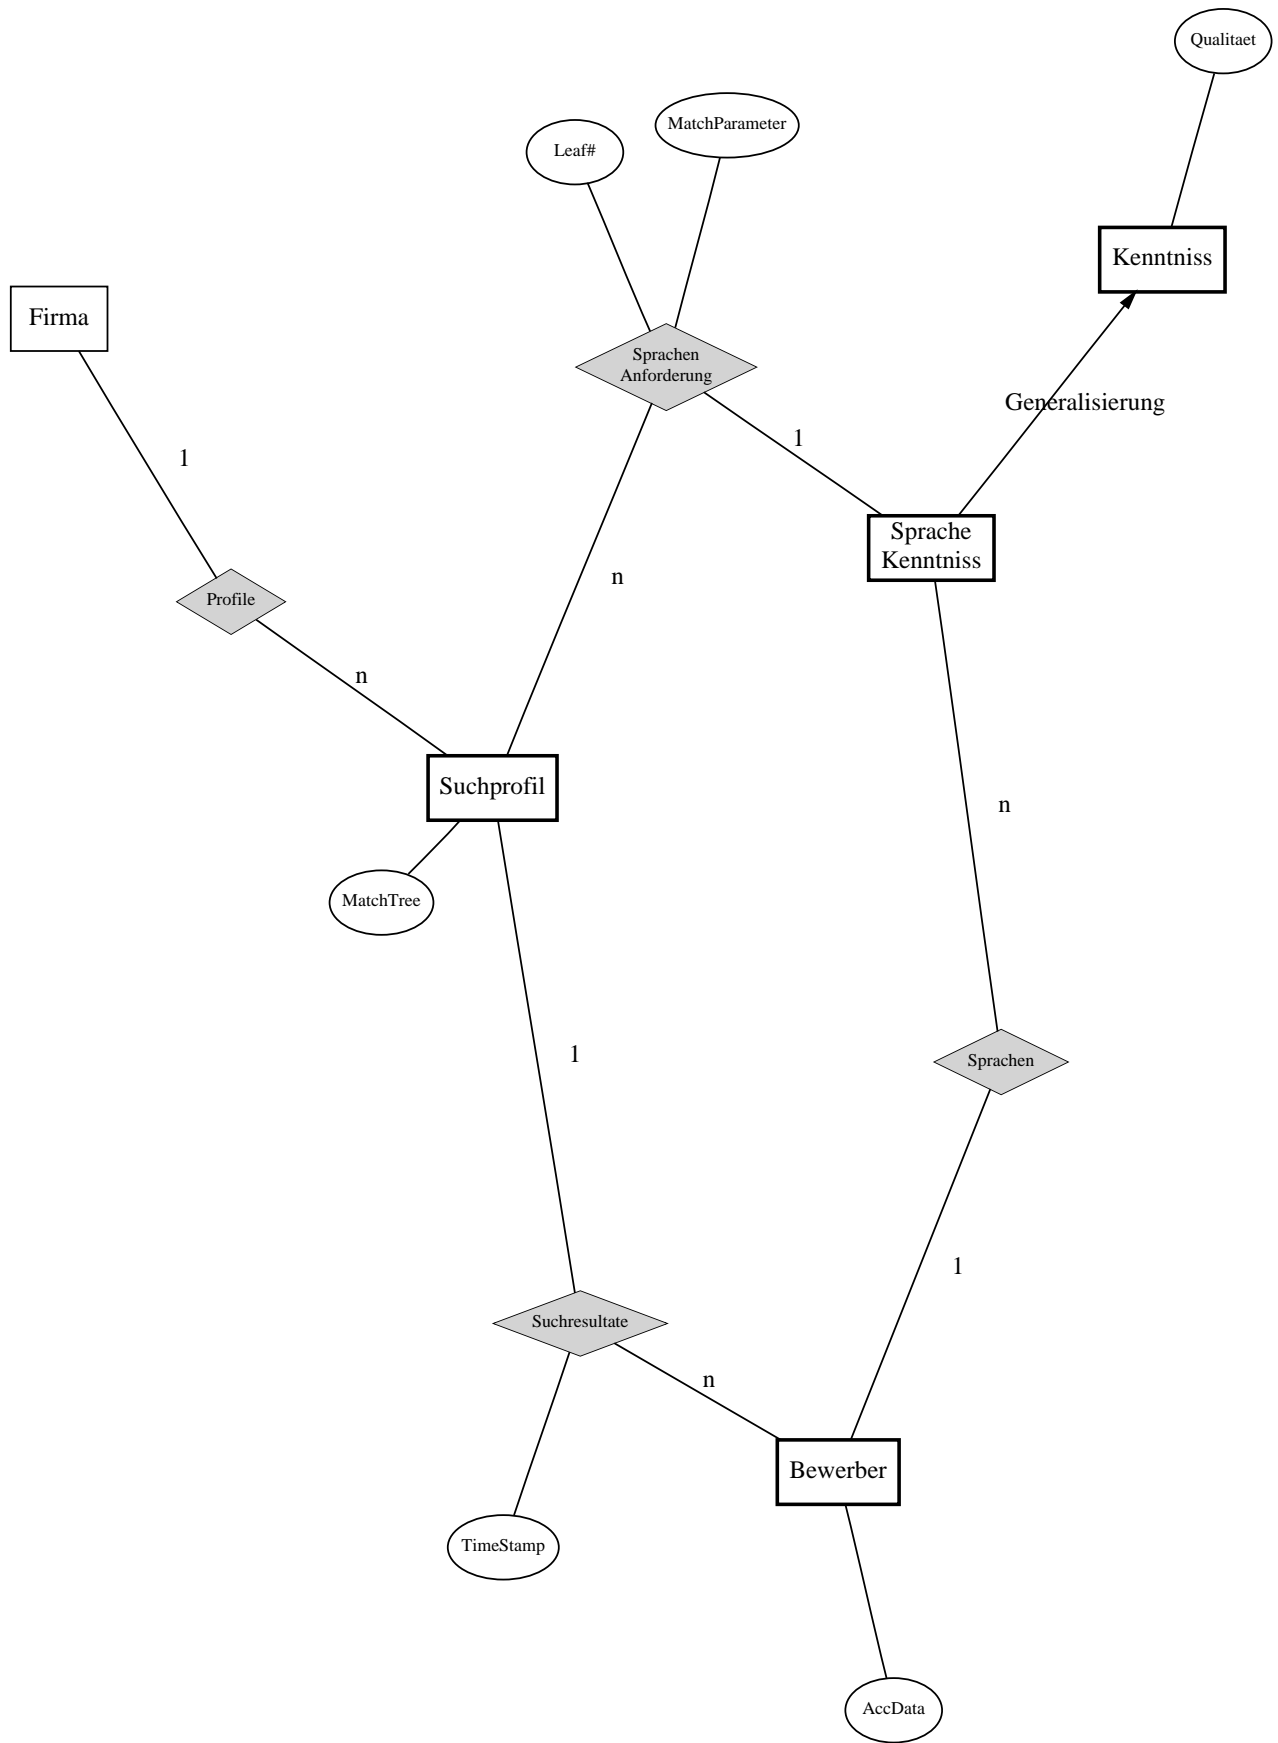 Qualitaet
MatchParameter
Leaf#
Kenntniss
Firma
Sprachen
Anforderung
Generalisierung
1
1
Sprache
Kenntniss
n
Profile
n
Suchprofil
n
MatchTree
1
Sprachen
1
Suchresultate
n
Bewerber
TimeStamp
AccData